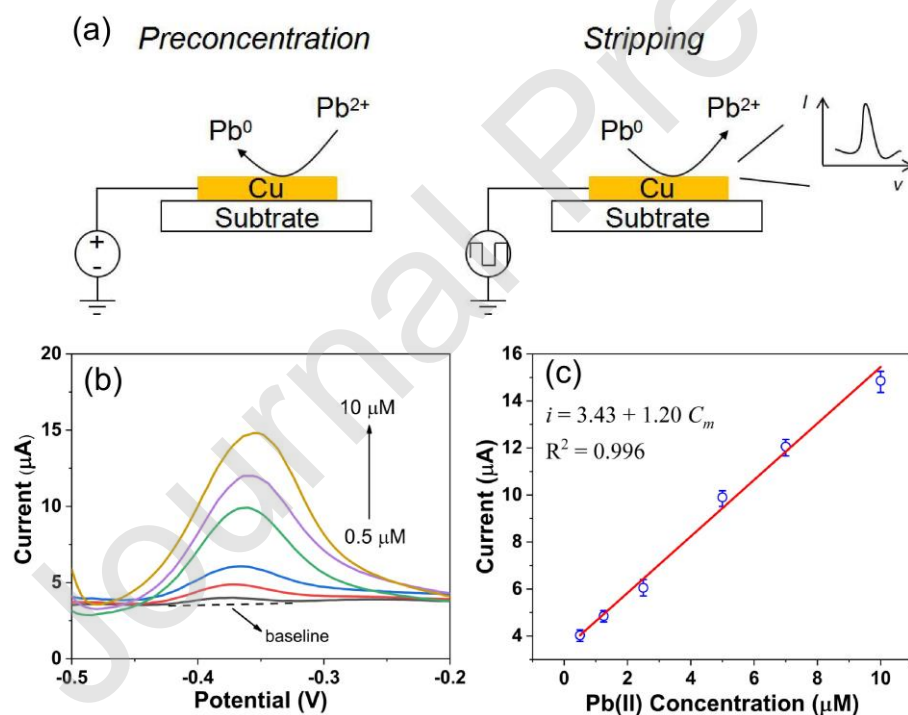 (a) Preconcentration Stripping
Pb⁰ Pb²⁺ Pb⁰ Pb²⁺ I
Cu Cu v
Subtrate Subtrate
+
-
(b) (c)
20
15
10
5
0
Current (μA)
10 μM
0.5 μM
baseline
-0.5 -0.4 -0.3 -0.2
Potential (V)
16
14
12
10
8
6
4
Current (μA)
i = 3.43 + 1.20 Cₘ
R² = 0.996
0 2 4 6 8 10
Pb(II) Concentration (μM)
Journal Pre